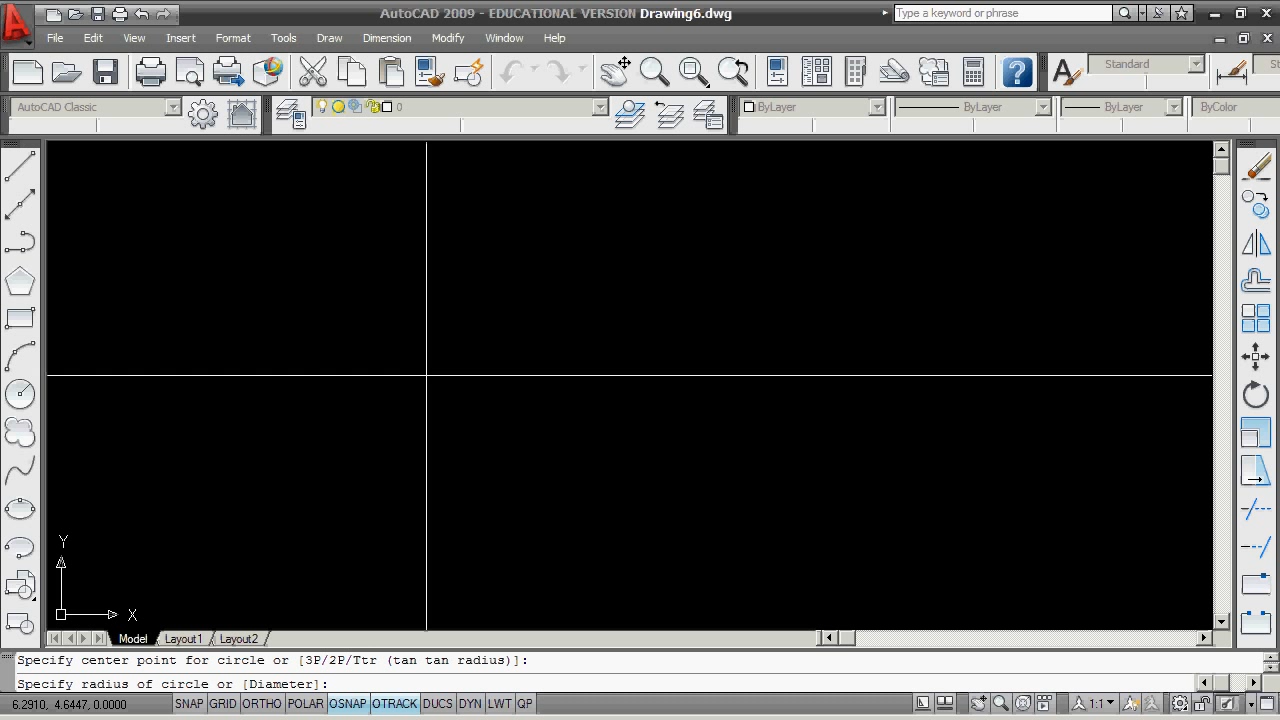 AutoCAD 2009 - EDUCATIONAL VERSION Drawing6.dwg
Type a keyword or phrase
File Edit View Insert Format Tools Draw Dimension Modify Window Help
Standard
St
AutoCAD Classic
0
ByLayer
ByLayer
ByLayer
ByColor
Y
X
Model Layout1 Layout2
Specify center point for circle or [3P/2P/Ttr (tan tan radius)]:
Specify radius of circle or [Diameter]:
6.2910, 4.6447, 0.0000
SNAP GRID ORTHO POLAR OSNAP OTRACK DUCS DYN LWT QP
1:1